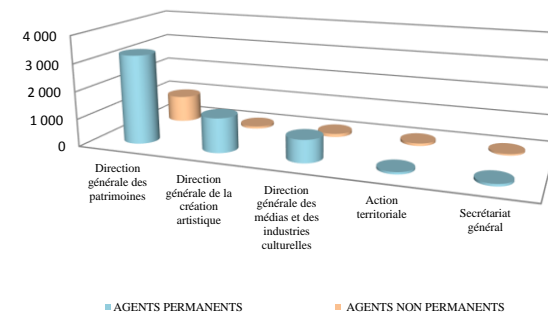 4 000
3 000
2 000
1 000
0
Direction
générale des
patrimoines
Direction
générale de la
création
artistique
Direction
générale des
médias et des
industries
culturelles
Action
territoriale
Secrétariat
général
AGENTS PERMANENTS
AGENTS NON PERMANENTS